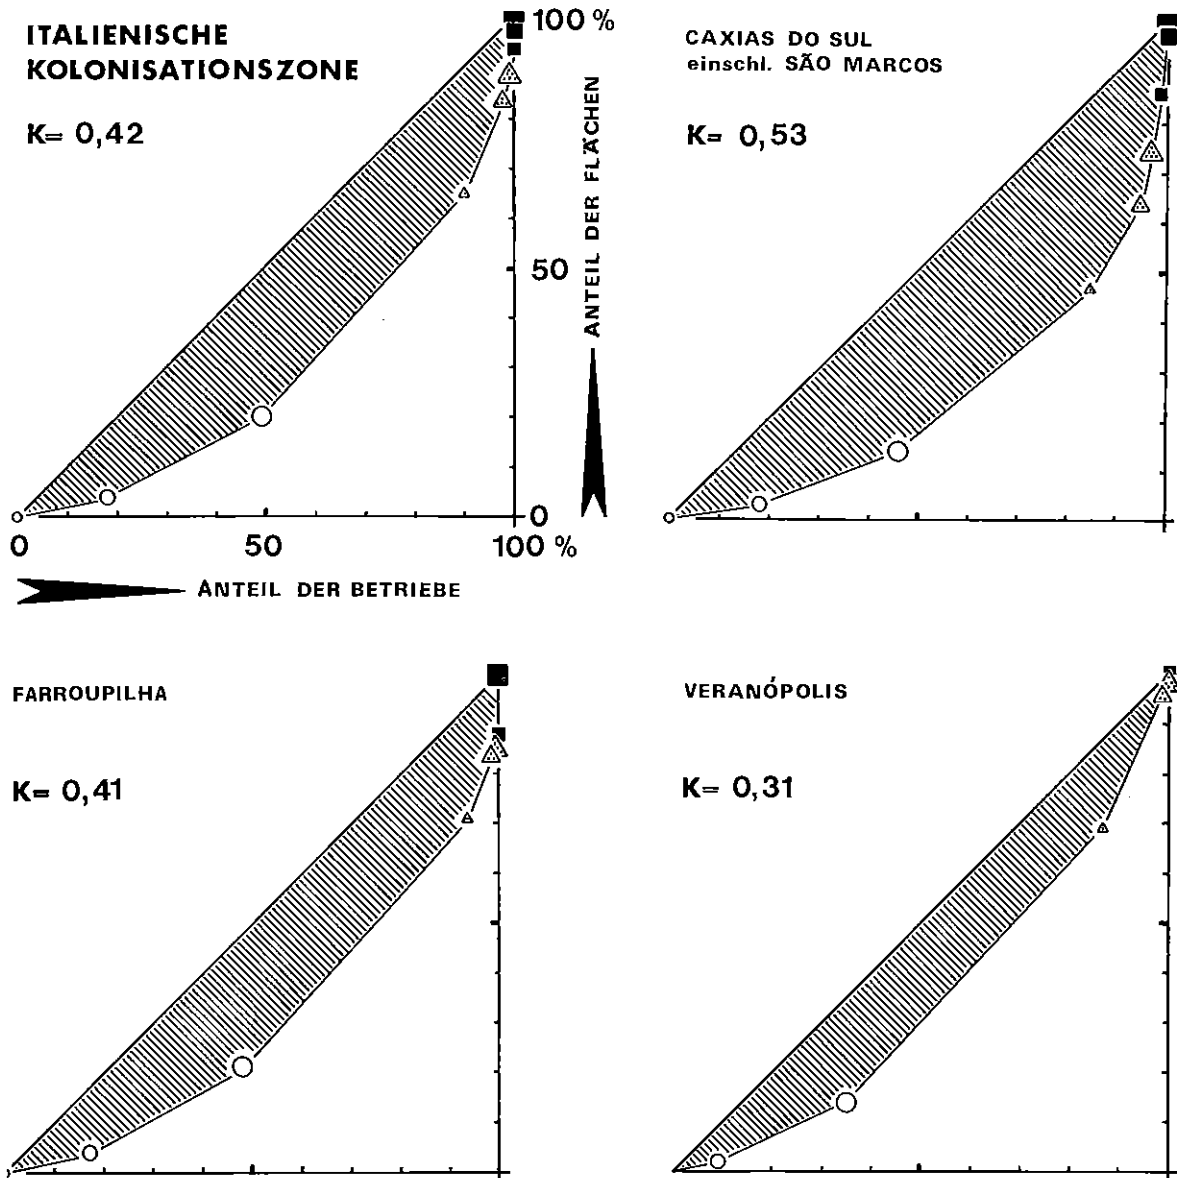 ITALIENISCHE
KOLONISATIONSZONE
K= 0,42
100 %
50
0
ANTEIL DER FLÄCHEN
0 50 100 %
ANTEIL DER BETRIEBE
CAXIAS DO SUL
einschl. SÃO MARCOS
K= 0,53
FARROUPILHA
K= 0,41
VERANÓPOLIS
K= 0,31